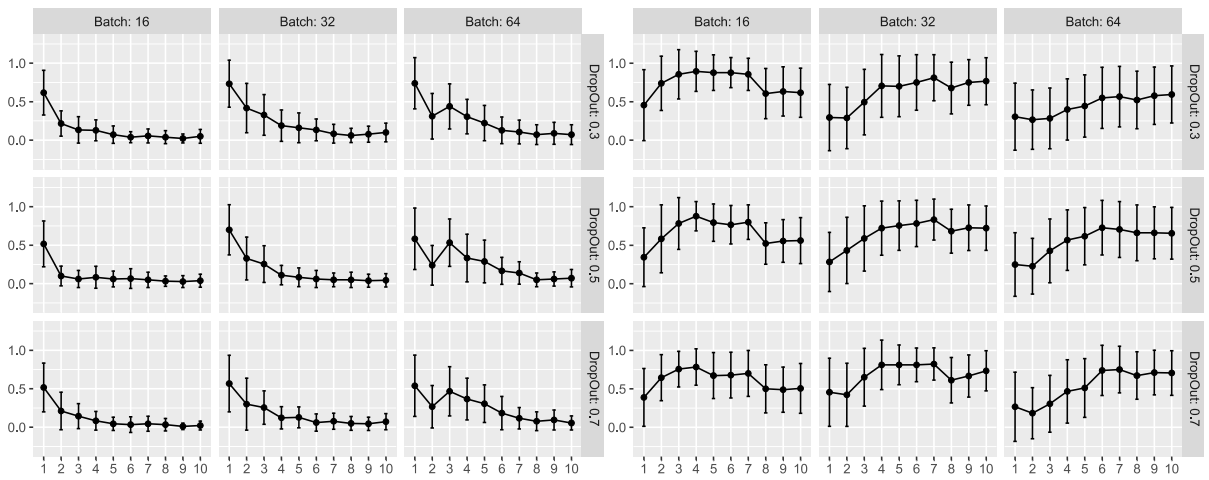 Batch: 16 Batch: 32 Batch: 64 Batch: 16 Batch: 32 Batch: 64
1.0 0.5 0.0 DropOut: 0.3 1.0 0.5 0.0 DropOut: 0.3
1.0 0.5 0.0 DropOut: 0.5 1.0 0.5 0.0 DropOut: 0.5
1.0 0.5 0.0 DropOut: 0.7 1.0 0.5 0.0 DropOut: 0.7
1 2 3 4 5 6 7 8 9 10 1 2 3 4 5 6 7 8 9 10 1 2 3 4 5 6 7 8 9 10 1 2 3 4 5 6 7 8 9 10 1 2 3 4 5 6 7 8 9 10 1 2 3 4 5 6 7 8 9 10